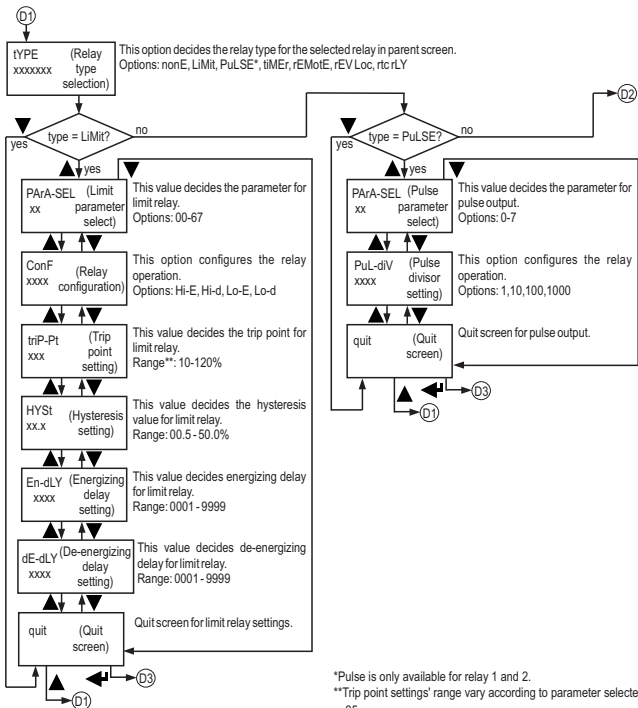 D1
tYPE (Relay
xxxxxxx type
selection)
This option decides the relay type for the selected relay in parent screen.
Options: nonE, LiMit, PuLSE*, tiMEr, rEMotE, rEV Loc, rtc rLY
type = LiMit?
no
yes
yes
PArA-SEL (Limit
xx parameter
select)
This value decides the parameter for
limit relay.
Options: 00-67
ConF (Relay
xxxx configuration)
This option configures the relay
operation.
Options: Hi-E, Hi-d, Lo-E, Lo-d
triP-Pt (Trip
xxx point
setting)
This value decides the trip point for
limit relay.
Range**: 10-120%
HYSt (Hysteresis
xx.x setting)
This value decides the hysteresis
value for limit relay.
Range: 00.5 - 50.0%
En-dLY (Energizing
xxxx delay
setting)
This value decides energizing delay
for limit relay.
Range: 0001 - 9999
dE-dLY (De-energizing
xxxx delay
setting)
This value decides de-energizing
delay for limit relay.
Range: 0001 - 9999
quit (Quit
screen)
Quit screen for limit relay settings.
D3
D1
type = PuLSE?
no
D2
yes
yes
PArA-SEL (Pulse
xx parameter
select)
This value decides the parameter for
pulse output.
Options: 0-7
PuL-diV (Pulse
xxxx divisor
setting)
This option configures the relay
operation.
Options: 1,10,100,1000
quit (Quit
screen)
Quit screen for pulse output.
D3
D1
*Pulse is only available for relay 1 and 2.
**Trip point settings' range vary according to parameter selecte